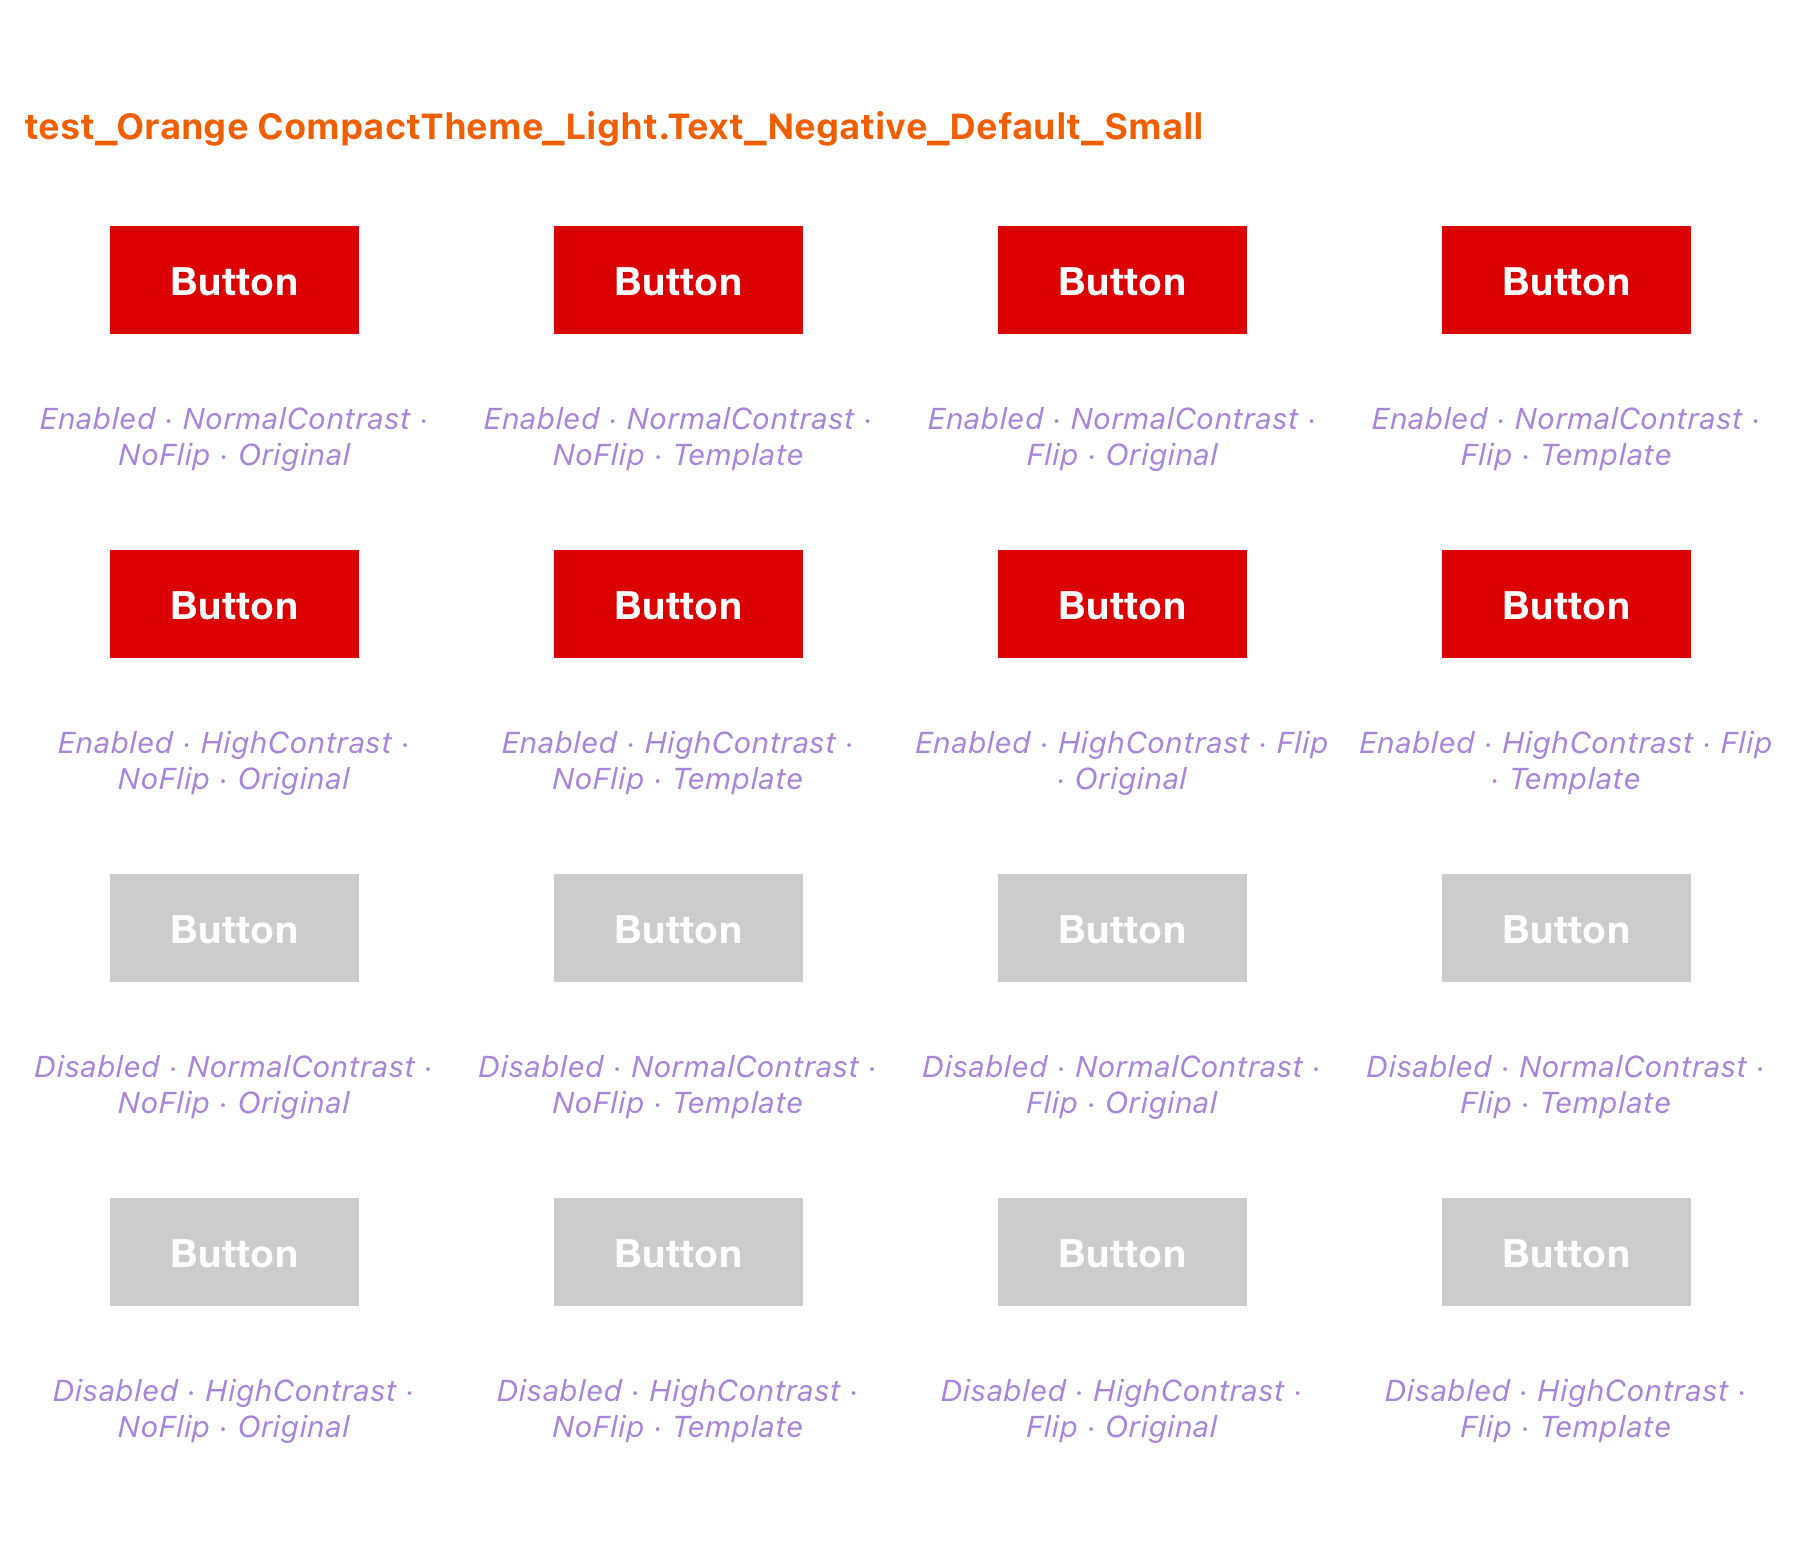 test_Orange CompactTheme_Light.Text_Negative_Default_Small
Button Button Button Button
Enabled · NormalContrast · Enabled · NormalContrast · Enabled · NormalContrast · Enabled · NormalContrast ·
NoFlip · Original NoFlip · Template Flip · Original Flip · Template
Button Button Button Button
Enabled · HighContrast · Enabled · HighContrast · Enabled · HighContrast · Flip Enabled · HighContrast · Flip
NoFlip · Original NoFlip · Template · Original · Template
Button Button Button Button
Disabled · NormalContrast · Disabled · NormalContrast · Disabled · NormalContrast · Disabled · NormalContrast ·
NoFlip · Original NoFlip · Template Flip · Original Flip · Template
Button Button Button Button
Disabled · HighContrast · Disabled · HighContrast · Disabled · HighContrast · Disabled · HighContrast ·
NoFlip · Original NoFlip · Template Flip · Original Flip · Template